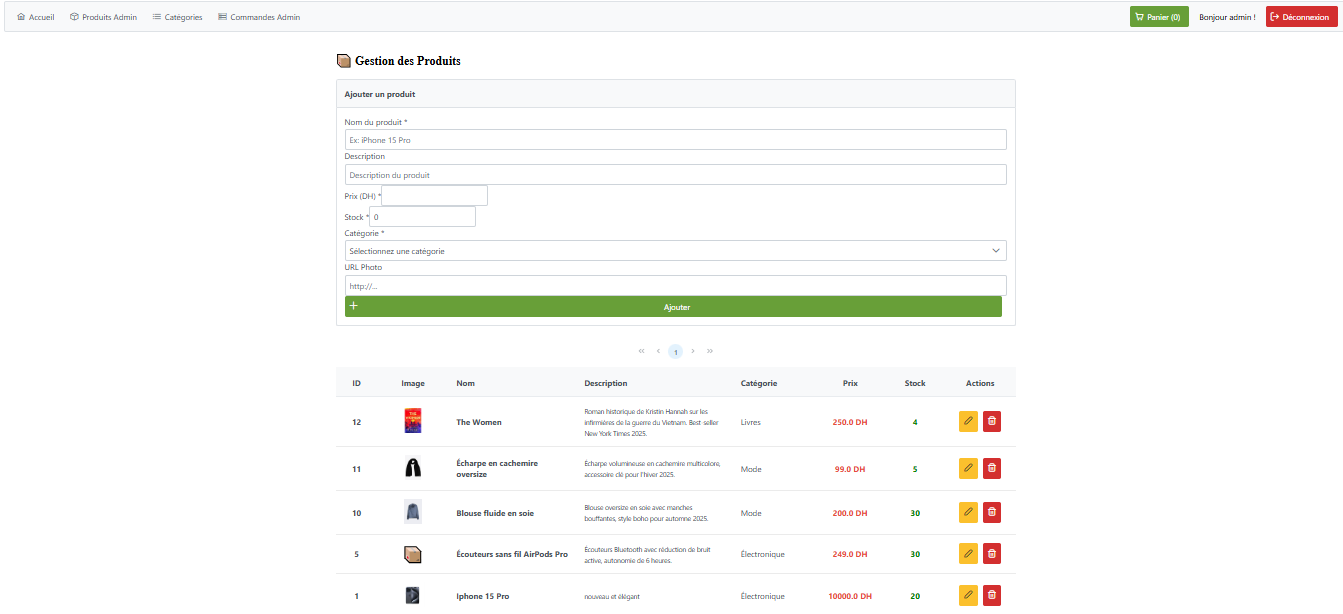 Accueil Produits Admin Catégories Commandes Admin Panier (0) Bonjour admin ! Déconnexion
Gestion des Produits
Ajouter un produit
Nom du produit *
Ex: iPhone 15 Pro
Description
Description du produit
Prix (DH) *
Stock * 0
Catégorie *
Sélectionnez une catégorie
URL Photo
http://...
+ Ajouter
« ‹ 1 › »
ID Image Nom Description Catégorie Prix Stock Actions
12 The Women Roman historique de Kristin Hannah sur les
infirmières de la guerre du Vietnam. Best-seller
New York Times 2025. Livres 250.0 DH 4
11 Écharpe en cachemire
oversize Écharpe volumineuse en cachemire multicolore,
accessoire clé pour l'hiver 2025. Mode 99.0 DH 5
10 Blouse fluide en soie Blouse oversize en soie avec manches
bouffantes, style boho pour automne 2025. Mode 200.0 DH 30
5 Écouteurs sans fil AirPods Pro Écouteurs Bluetooth avec réduction de bruit
active, autonomie de 6 heures. Électronique 249.0 DH 30
1 Iphone 15 Pro nouveau et élégant Électronique 10000.0 DH 20